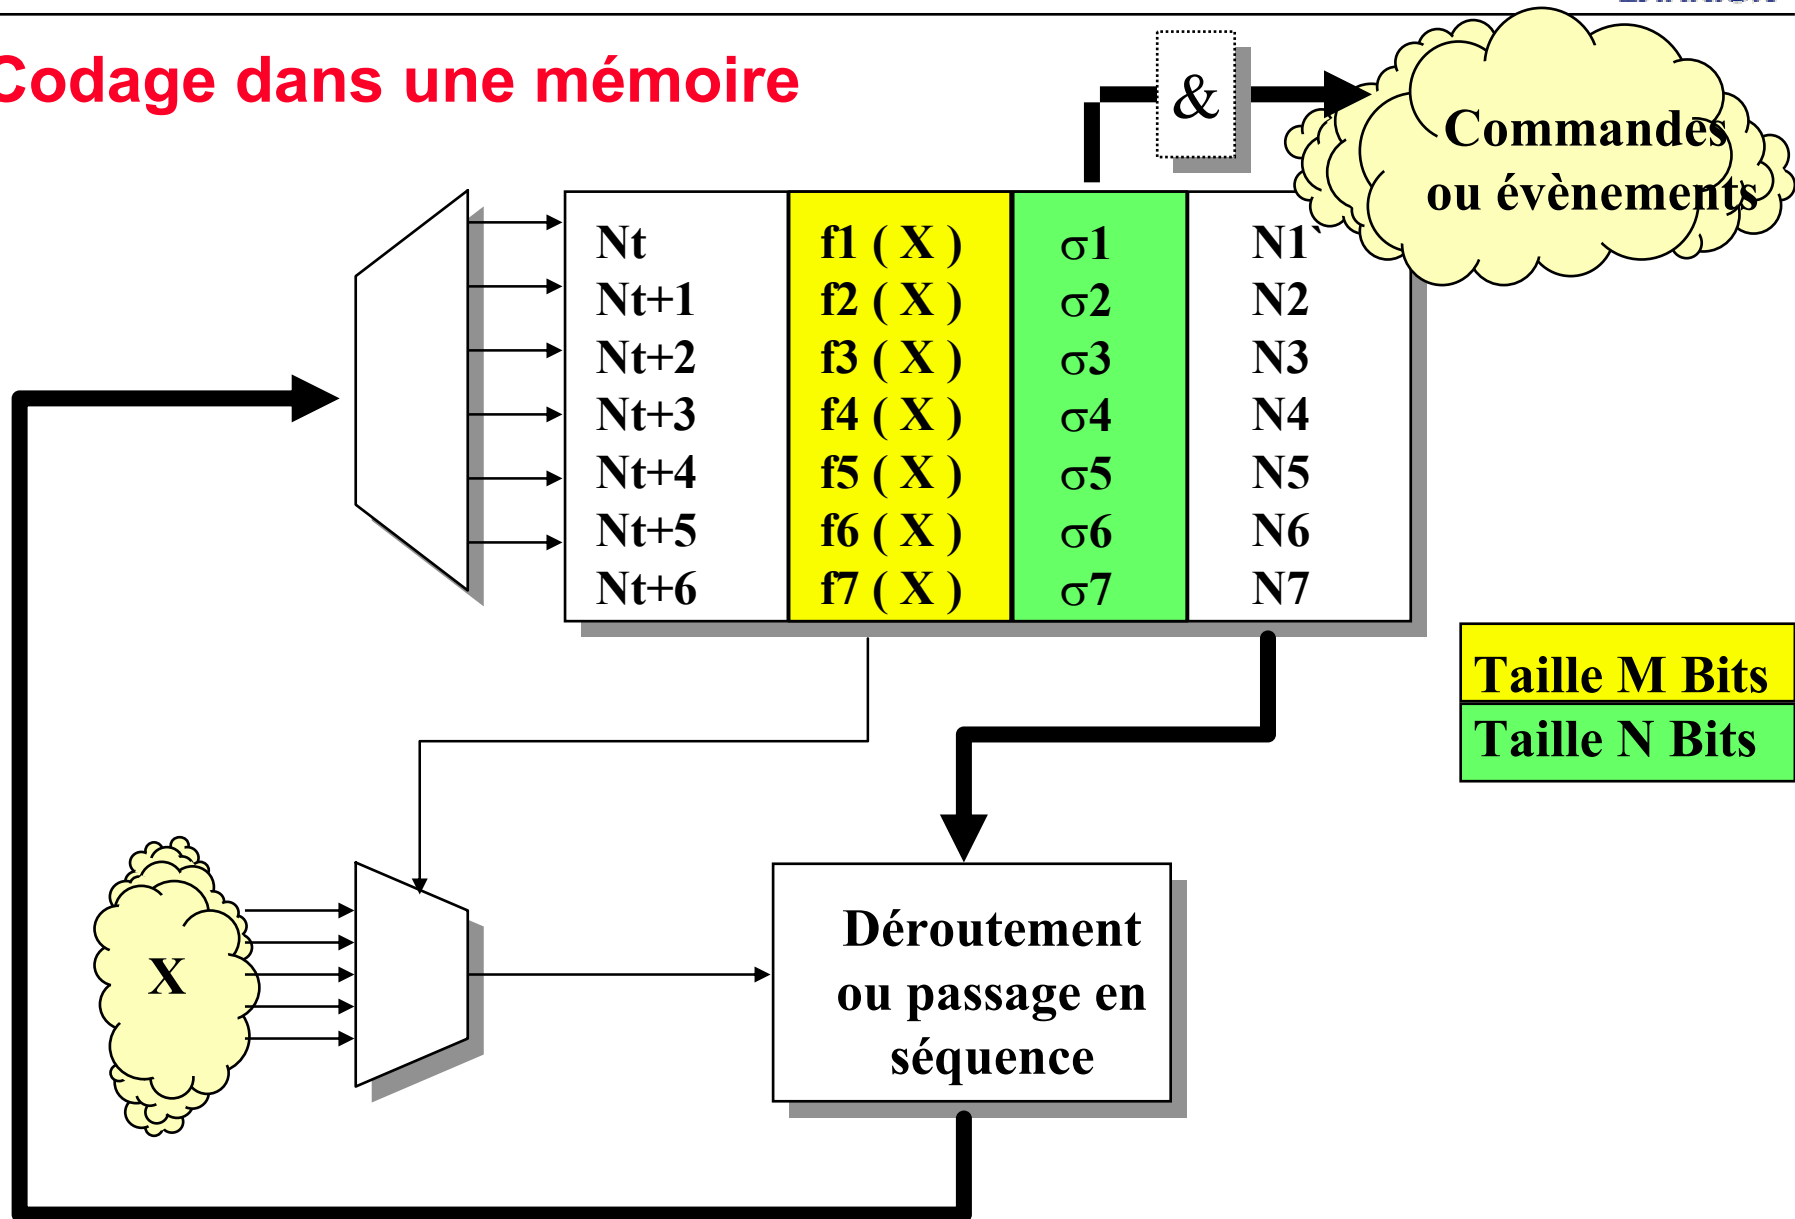 Codage dans une mémoire
&
Commandes
ou évènements
Nt f1 ( X ) σ1 N1`
Nt+1 f2 ( X ) σ2 N2
Nt+2 f3 ( X ) σ3 N3
Nt+3 f4 ( X ) σ4 N4
Nt+4 f5 ( X ) σ5 N5
Nt+5 f6 ( X ) σ6 N6
Nt+6 f7 ( X ) σ7 N7
Taille M Bits
Taille N Bits
X
Déroutement
ou passage en
séquence